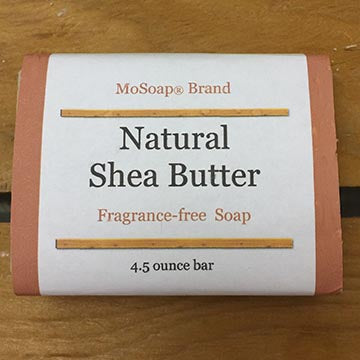 MoSoap® Brand
Natural
Shea Butter
Fragrance-free Soap
4.5 ounce bar